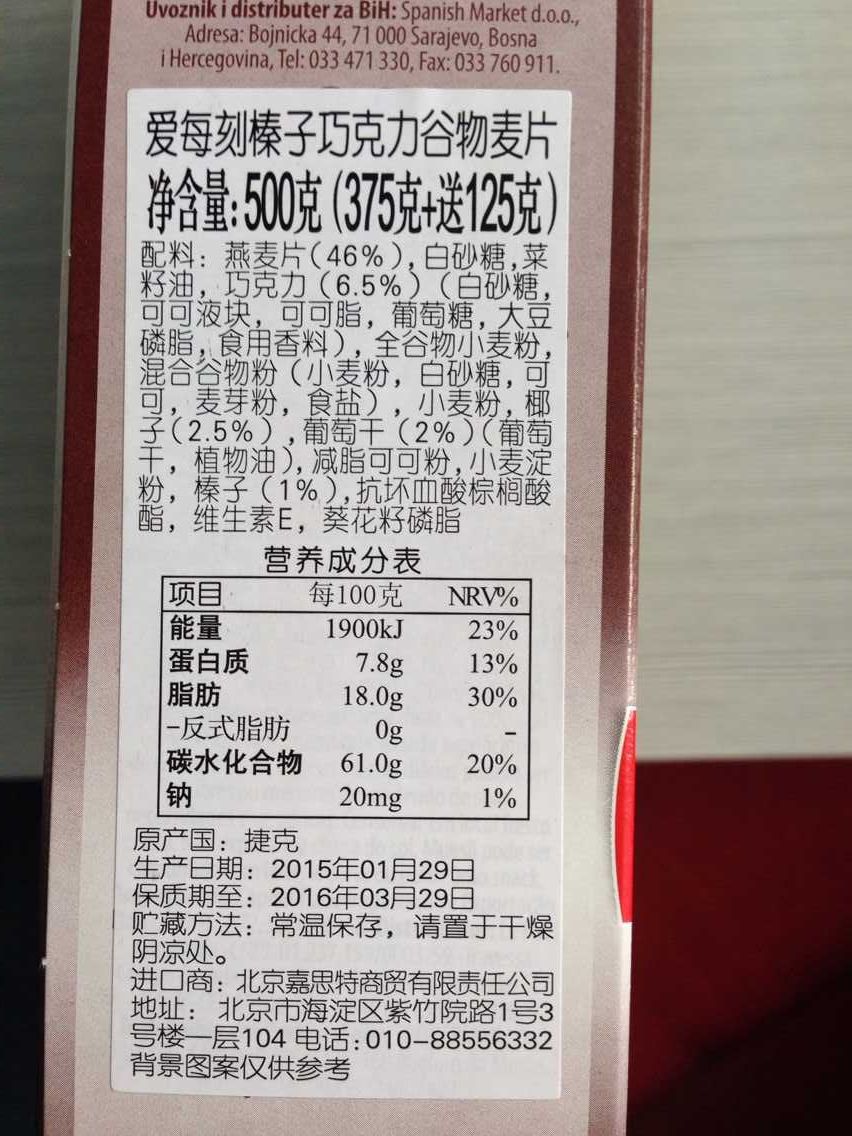 Uvoznik i distributer za BiH: Spanish Market d.o.o.,
Adresa: Bojnicka 44, 71 000 Sarajevo, Bosna
i Hercegovina, Tel: 033 471 330, Fax: 033 760 911.
爱每刻榛子巧克力谷物麦片
净含量:500克(375克+送125克)
配料：燕麦片(46%),白砂糖,菜
籽油，巧克力(6.5%)(白砂糖,
可可液块，可可脂，葡萄糖，大豆
磷脂，食用香料)，全谷物小麦粉，
混合谷物粉(小麦粉，白砂糖，可
可，麦芽粉，食盐)，小麦粉，椰
子(2.5%),葡萄干(2%)(葡萄
干，植物油),减脂可可粉,小麦淀
粉，榛子(1%),抗坏血酸棕榈酸
酯，维生素E，葵花籽磷脂
营养成分表
项目 每100克 NRV%
能量 1900kJ 23%
蛋白质 7.8g 13%
脂肪 18.0g 30%
-反式脂肪 0g -
碳水化合物 61.0g 20%
钠 20mg 1%
原产国：捷克
生产日期：2015年01月29日
保质期至：2016年03月29日
贮藏方法：常温保存，请置于干燥
阴凉处。
进口商：北京嘉思特商贸有限责任公司
地址： 北京市海淀区紫竹院路1号3
号楼一层104 电话:010-88556332
背景图案仅供参考